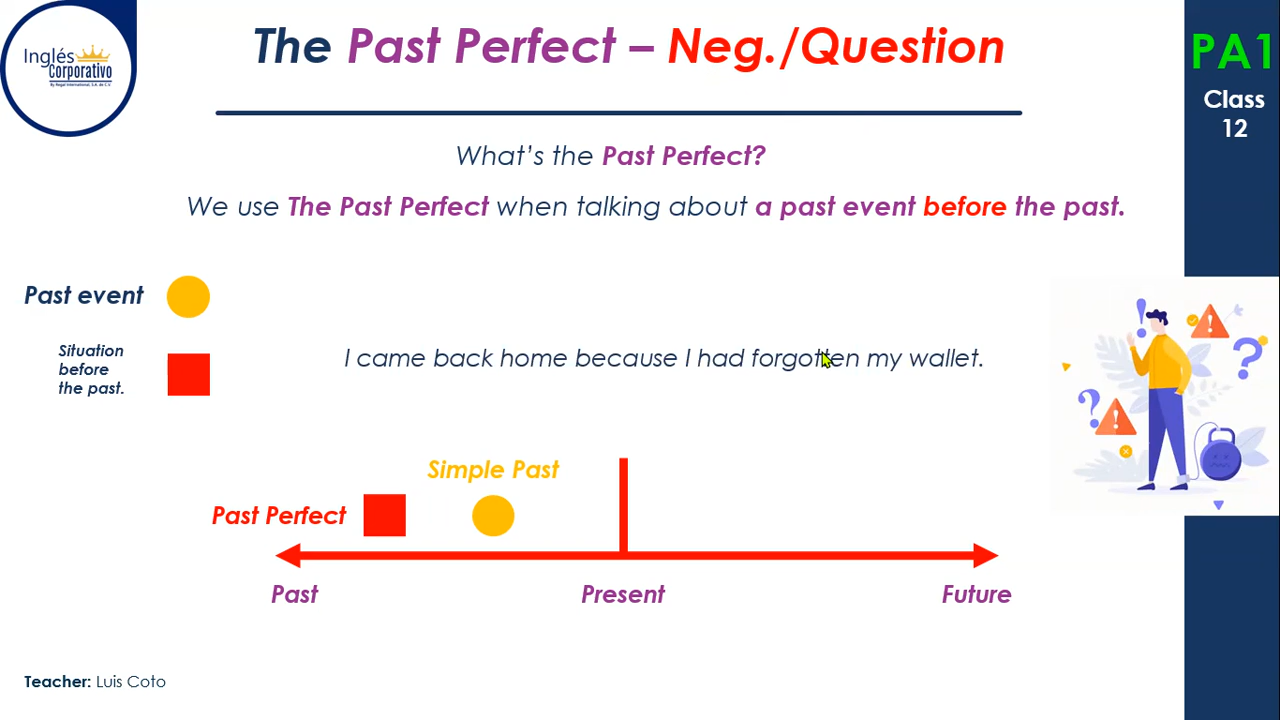 Inglés
Corporativo
By Regal International, S.A. de C.V
The Past Perfect – Neg./Question
PA1
Class
12
What's the Past Perfect?
We use The Past Perfect when talking about a past event before the past.
Past event
Situation
before
the past.
I came back home because I had forgotten my wallet.
Simple Past
Past Perfect
Past
Present
Future
Teacher: Luis Coto